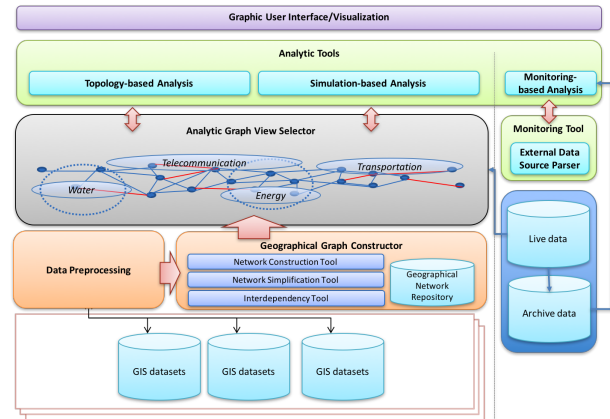 Graphic User Interface/Visualization
Analytic Tools
Topology-based Analysis
Simulation-based Analysis
Monitoring-
based Analysis
Analytic Graph View Selector
Telecommunication
Transportation
Water
Energy
Monitoring Tool
External Data
Source Parser
Live data
Archive data
Data Preprocessing
Geographical Graph Constructor
Network Construction Tool
Network Simplification Tool
Interdependency Tool
Geographical
Network
Repository
GIS datasets
GIS datasets
GIS datasets